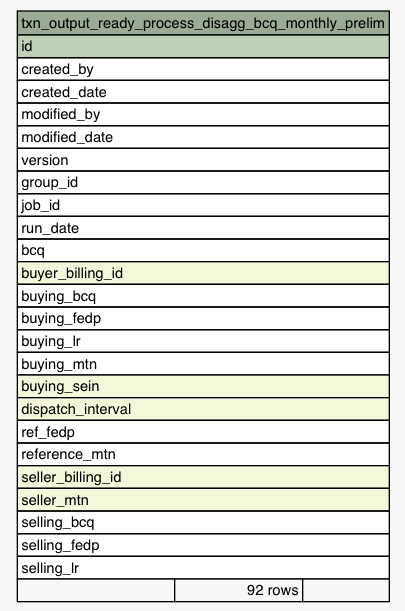 txn_output_ready_process_disagg_bcq_monthly_prelim
id
created_by
created_date
modified_by
modified_date
version
group_id
job_id
run_date
bcq
buyer_billing_id
buying_bcq
buying_fedp
buying_lr
buying_mtn
buying_sein
dispatch_interval
ref_fedp
reference_mtn
seller_billing_id
seller_mtn
selling_bcq
selling_fedp
selling_lr
92 rows